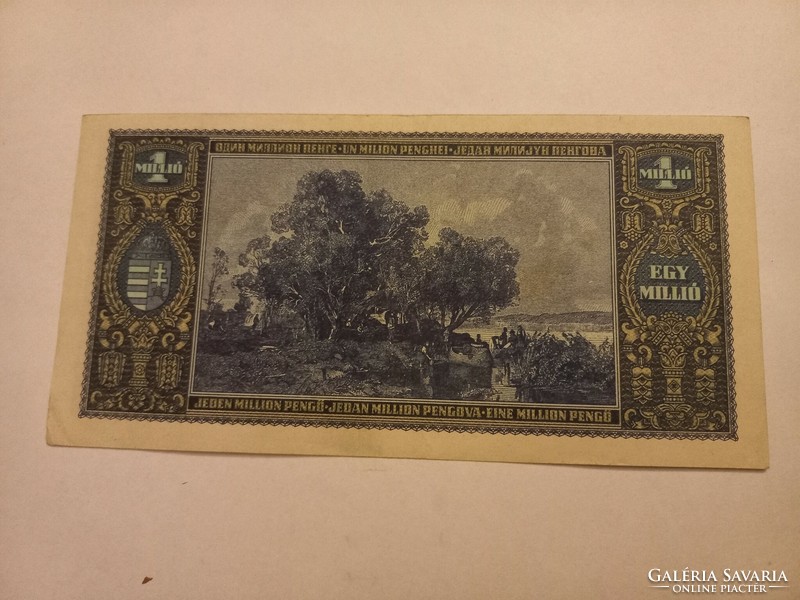 ОДИН МИЛЛИОН ПЕНГЕ · UN MILION PENGHEI · ЈЕДАН МИЛИЈУН ПЕНГОВА
1
MILLIÓ
1
MILLIÓ
EGY
MILLIÓ
JEDEN MILLION PENGŐ · JEDAN MILLION PENGOVA · EINE MILLION PENGŐ
GALÉRIA SAVARIA
ONLINE PIACTÉR